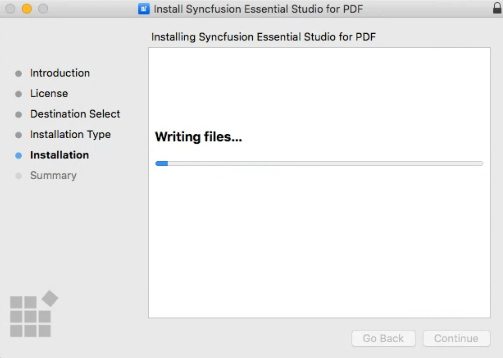 Install Syncfusion Essential Studio for PDF
Installing Syncfusion Essential Studio for PDF
Introduction
License
Destination Select
Installation Type
Installation
Summary
Writing files...
Go Back
Continue